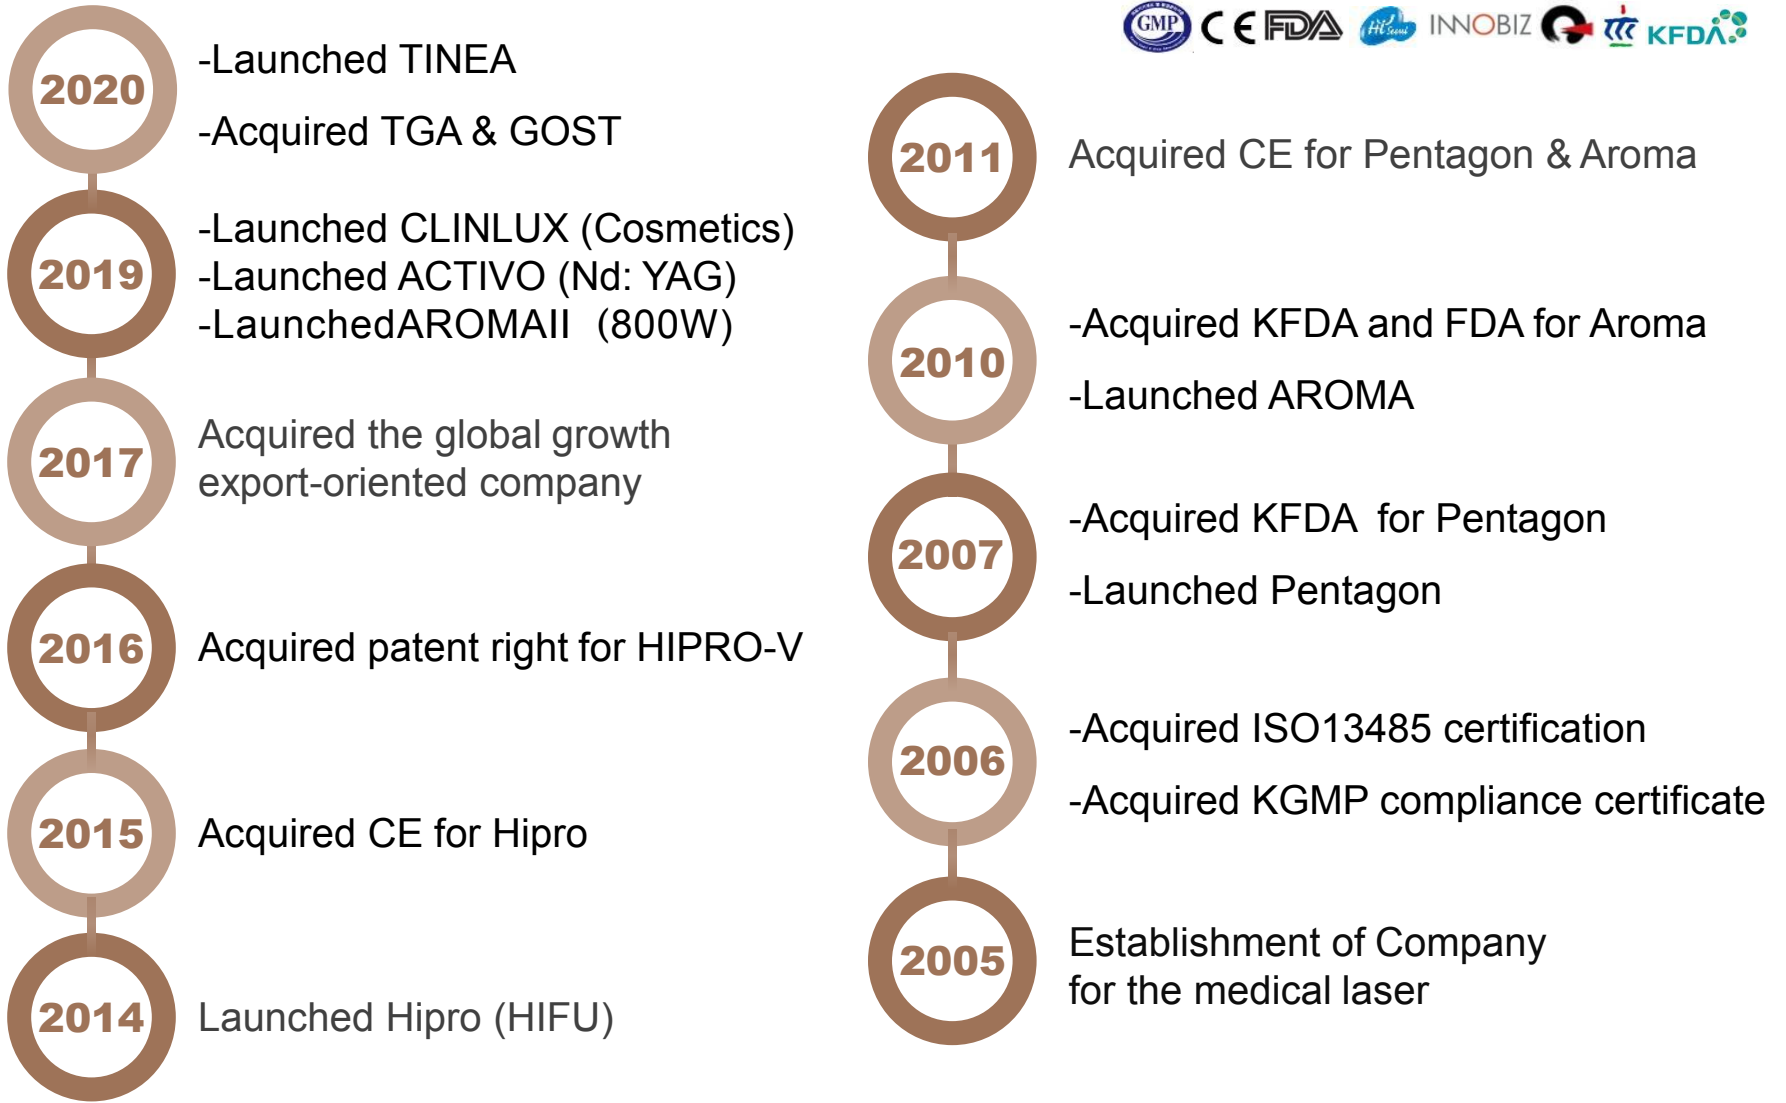 2020
-Launched TINEA
-Acquired TGA & GOST
2019
-Launched CLINLUX (Cosmetics)
-Launched ACTIVO (Nd: YAG)
-LaunchedAROMAII (800W)
2017
Acquired the global growth
export-oriented company
2016
Acquired patent right for HIPRO-V
2015
Acquired CE for Hipro
2014
Launched Hipro (HIFU)
GMP CE FDA Hi Seoul INNOBIZ KFDA
2011
Acquired CE for Pentagon & Aroma
2010
-Acquired KFDA and FDA for Aroma
-Launched AROMA
2007
-Acquired KFDA for Pentagon
-Launched Pentagon
2006
-Acquired ISO13485 certification
-Acquired KGMP compliance certificate
2005
Establishment of Company
for the medical laser